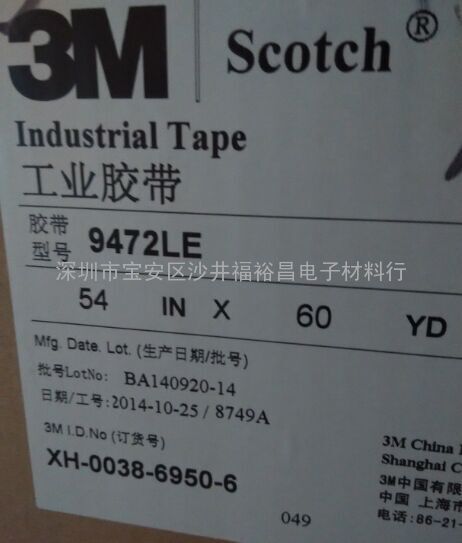 3M Scotch ®
Industrial Tape
工业胶带
胶带
型号 9472LE
深圳市宝安区沙井福裕昌电子材料行
54 IN X 60 YD
Mfg. Date. Lot. (生产日期/批号)
批号LotNo: BA140920-14
日期/工号: 2014-10-25 / 8749A
3M I.D.No (订货号)
XH-0038-6950-6
049
3M China
Shanghai C
3M中国有限
中国 上海市
电话: 86-21-